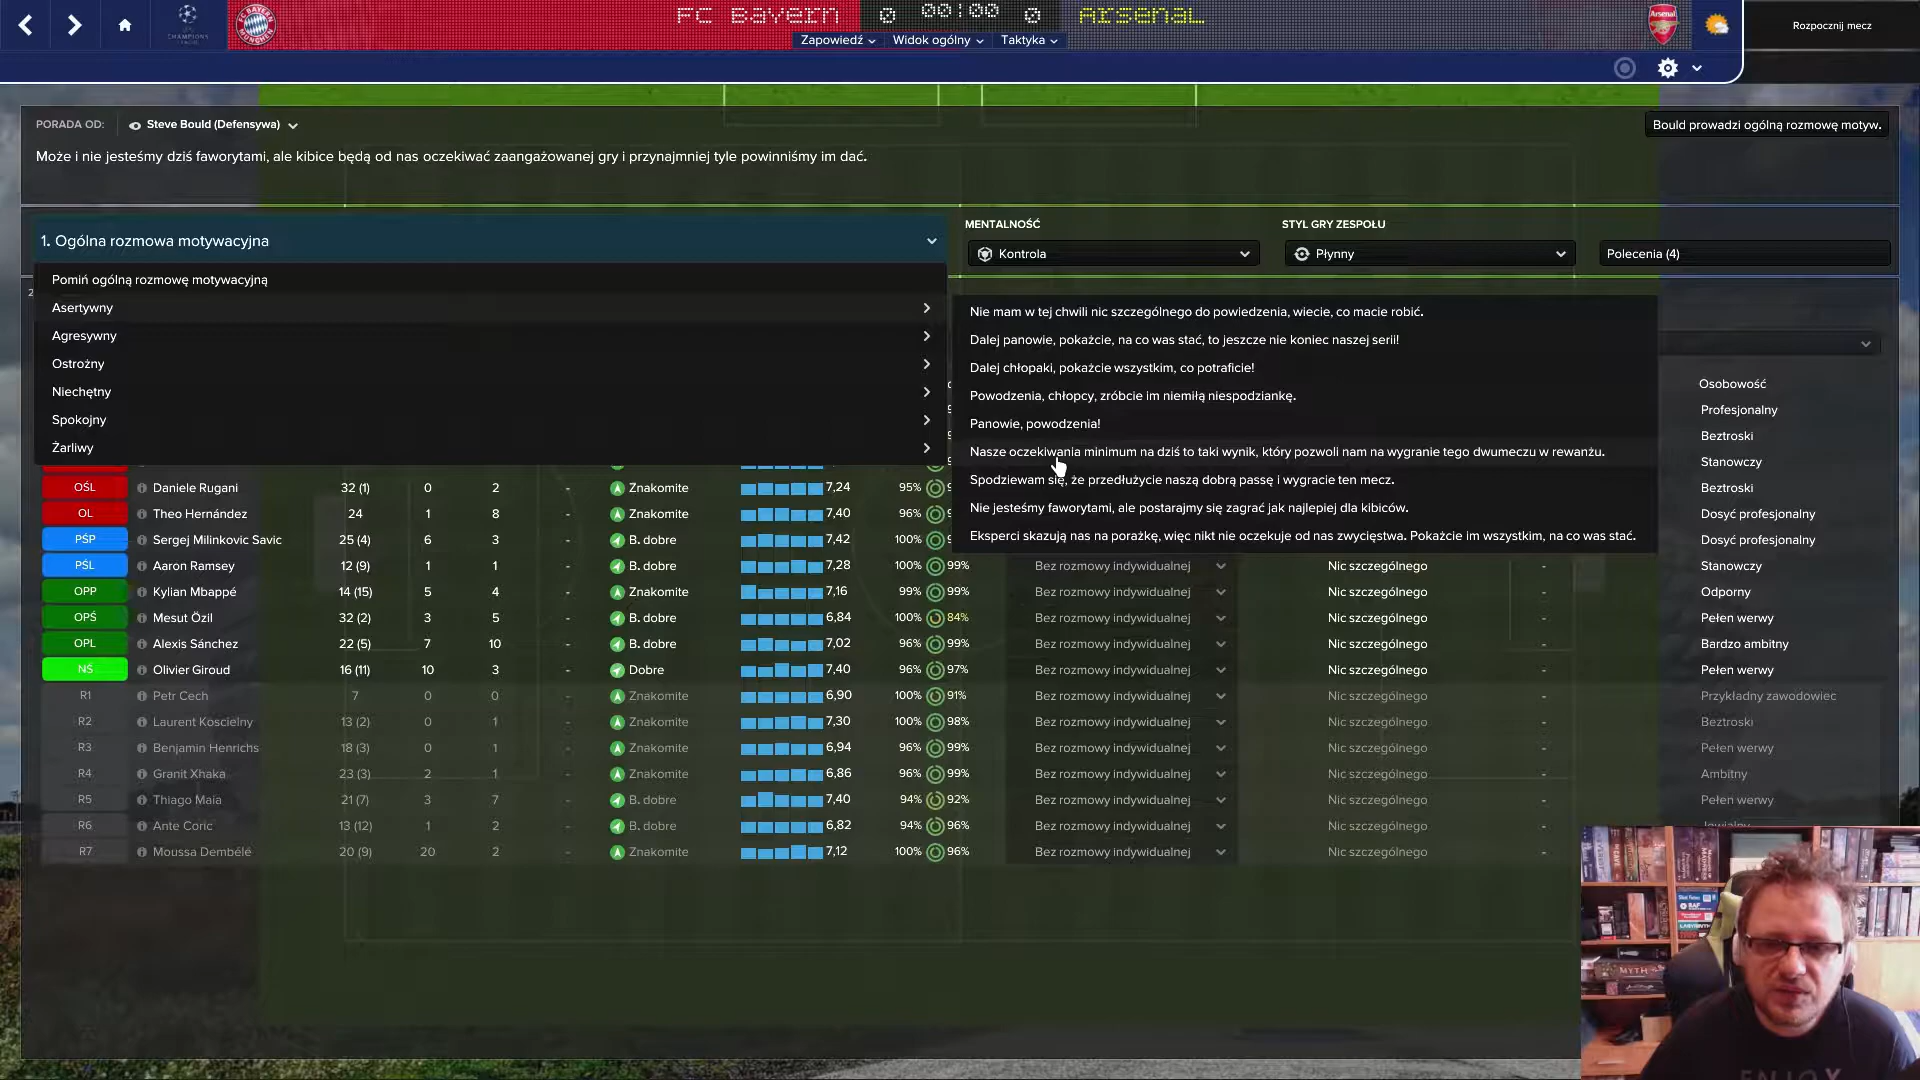 FC Bayern 0 00:00 0 Arsenal
Zapowiedź Widok ogólny Taktyka
Rozpocznij mecz
CHAMPIONS
PORADA OD: Steve Bould (Defensywa)
Bould prowadzi ogólną rozmowę motyw.
Może i nie jesteśmy dziś faworytami, ale kibice będą od nas oczekiwać zaangażowanej gry i przynajmniej tyle powinniśmy im dać.
1. Ogólna rozmowa motywacyjna
MENTALNOŚĆ STYL GRY ZESPOŁU
Kontrola Płynny Polecenia (4)
Pomiń ogólną rozmowę motywacyjną
Asertywny
Agresywny
Ostrożny
Niechętny
Spokojny
Żarliwy
Nie mam w tej chwili nic szczególnego do powiedzenia, wiecie, co macie robić.
Dalej panowie, pokażcie, na co was stać, to jeszcze nie koniec naszej serii!
Dalej chłopaki, pokażcie wszystkim, co potraficie!
Powodzenia, chłopcy, zróbcie im niemiłą niespodziankę.
Panowie, powodzenia!
Nasze oczekiwania minimum na dziś to taki wynik, który pozwoli nam na wygranie tego dwumeczu w rewanżu.
Spodziewam się, że przedłużycie naszą dobrą passę i wygracie ten mecz.
Nie jesteśmy faworytami, ale postarajmy się zagrać jak najlepiej dla kibiców.
Eksperci skazują nas na porażkę, więc nikt nie oczekuje od nas zwycięstwa. Pokażcie im wszystkim, na co was stać.
Osobowość
Profesjonalny
Beztroski
Stanowczy
OŚL Daniele Rugani 32 (1) 0 2 - Znakomite 7,24 95% Beztroski
OL Theo Hernández 24 1 8 - Znakomite 7,40 96% Dosyć profesjonalny
PŚP Sergej Milinkovic Savic 25 (4) 6 3 - B. dobre 7,42 100% Dosyć profesjonalny
PŚL Aaron Ramsey 12 (9) 1 1 - B. dobre 7,28 100% 99% Bez rozmowy indywidualnej Nic szczególnego - Stanowczy
OPP Kylian Mbappé 14 (15) 5 4 - Znakomite 7,16 99% 99% Bez rozmowy indywidualnej Nic szczególnego - Odporny
OPŚ Mesut Özil 32 (2) 3 5 - B. dobre 6,84 100% 84% Bez rozmowy indywidualnej Nic szczególnego - Pełen werwy
OPL Alexis Sánchez 22 (5) 7 10 - B. dobre 7,02 96% 99% Bez rozmowy indywidualnej Nic szczególnego - Bardzo ambitny
NŚ Olivier Giroud 16 (11) 10 3 - Dobre 7,40 96% 97% Bez rozmowy indywidualnej Nic szczególnego - Pełen werwy
R1 Petr Cech 7 0 0 - Znakomite 6,90 100% 91% Bez rozmowy indywidualnej Nic szczególnego - Przykładny zawodowiec
R2 Laurent Koscielny 13 (2) 0 1 - Znakomite 7,30 100% 98% Bez rozmowy indywidualnej Nic szczególnego - Beztroski
R3 Benjamin Henrichs 18 (3) 0 1 - Znakomite 6,94 96% 99% Bez rozmowy indywidualnej Nic szczególnego - Pełen werwy
R4 Granit Xhaka 23 (3) 2 1 - Znakomite 6,86 96% 99% Bez rozmowy indywidualnej Nic szczególnego - Ambitny
R5 Thiago Maia 21 (7) 3 7 - B. dobre 7,40 94% 92% Bez rozmowy indywidualnej Nic szczególnego - Pełen werwy
R6 Ante Coric 13 (12) 1 2 - B. dobre 6,82 94% 96% Bez rozmowy indywidualnej Nic szczególnego - Jowialny
R7 Moussa Dembélé 20 (9) 20 2 - Znakomite 7,12 100% 96% Bez rozmowy indywidualnej Nic szczególnego -
MYTH
ENJOY